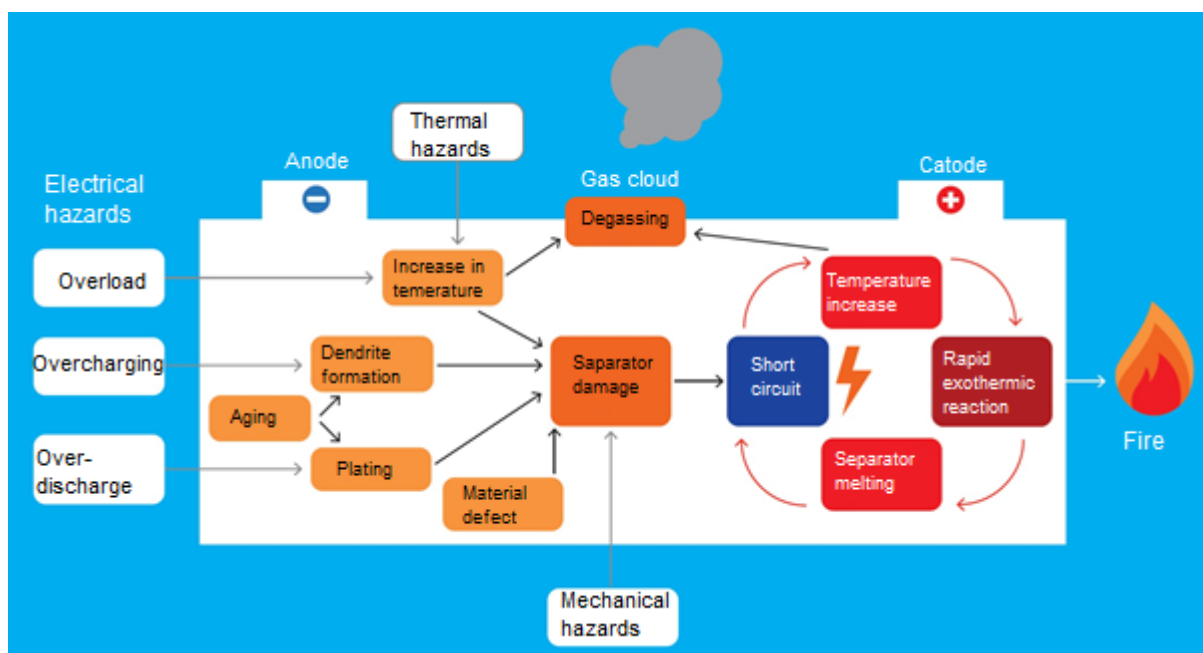 Thermal
hazards
Anode
Gas cloud
Catode
Electrical
hazards
Degassing
Overload
Increase in
temerature
Temperature
increase
Overcharging
Dendrite
formation
Saparator
damage
Short
circuit
Rapid
exothermic
reaction
Aging
Fire
Over-
discharge
Plating
Separator
melting
Material
defect
Mechanical
hazards